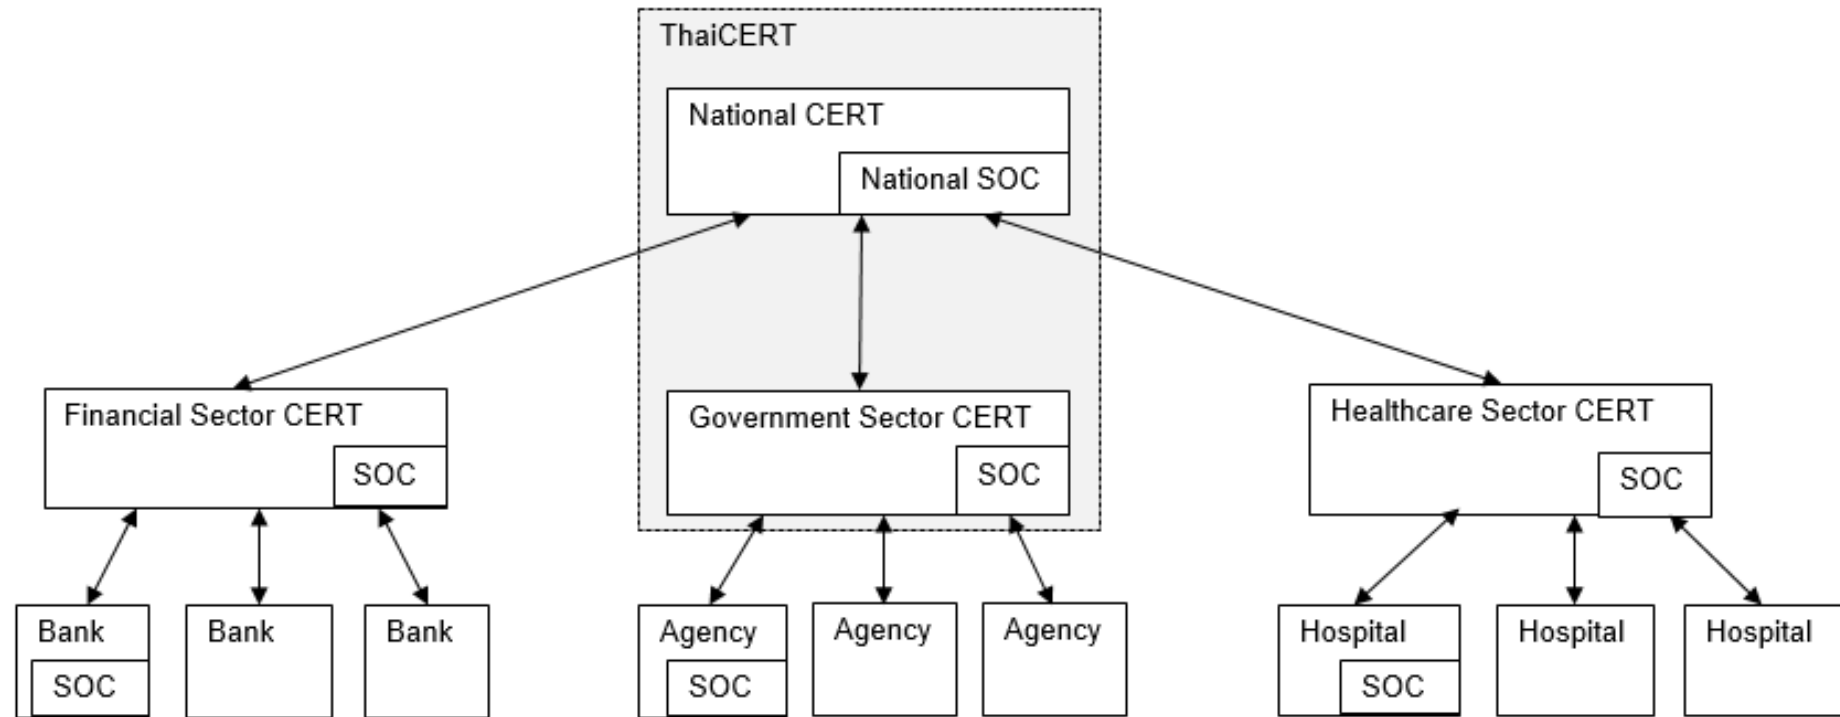 ThaiCERT
National CERT
National SOC
Financial Sector CERT
SOC
Government Sector CERT
SOC
Healthcare Sector CERT
SOC
Bank
SOC
Bank
Bank
Agency
SOC
Agency
Agency
Hospital
SOC
Hospital
Hospital